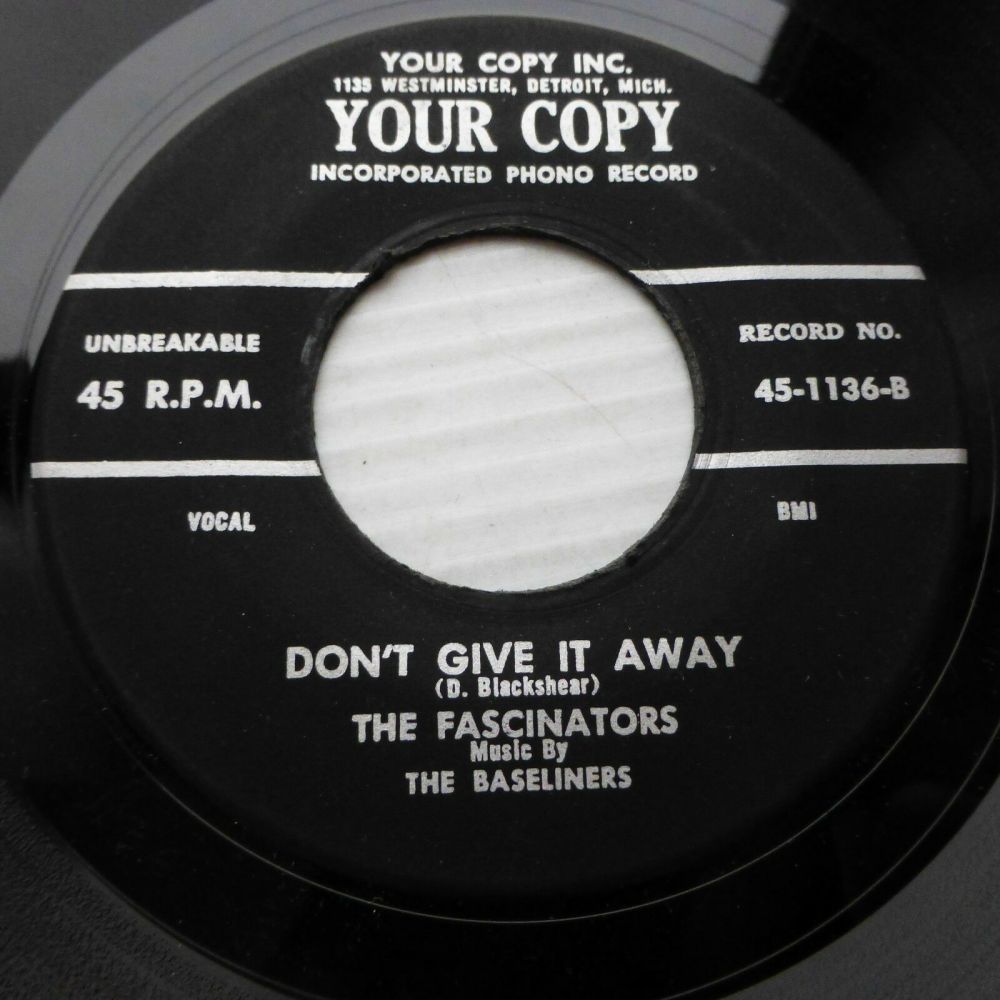 YOUR COPY INC.
1135 WESTMINSTER, DETROIT, MICH.
YOUR COPY
INCORPORATED PHONO RECORD
UNBREAKABLE
45 R.P.M.
RECORD NO.
45-1136-B
VOCAL
BMI
DON'T GIVE IT AWAY
(D. Blackshear)
THE FASCINATORS
Music By
THE BASELINERS